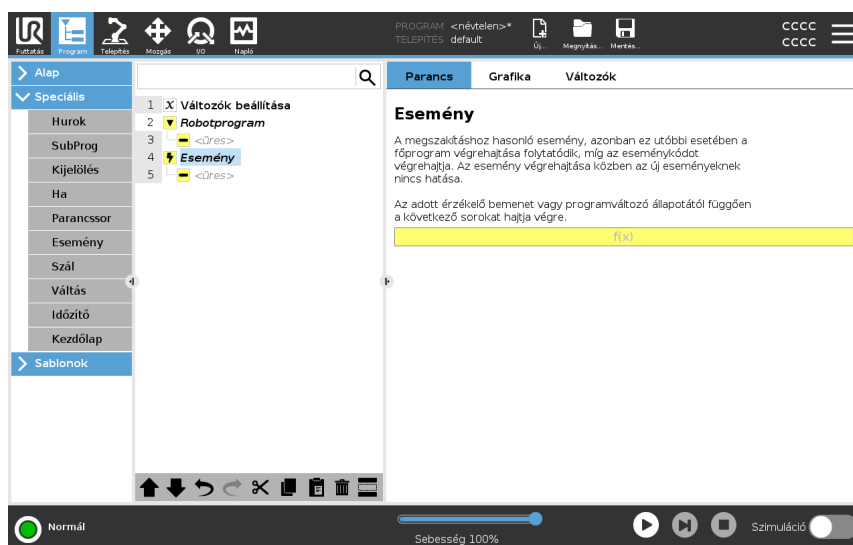 UR
Futtatás
Program
Telepítés
Mozgás
I/O
Napló
PROGRAM <névtelen>*
TELEPÍTÉS default
Új...
Megnyitás...
Mentés...
cccc
cccc
Alap
Speciális
Hurok
SubProg
Kijelölés
Ha
Parancssor
Esemény
Szál
Váltás
Időzítő
Kezdőlap
Sablonok
1 X Változók beállítása
2 Robotprogram
3 <üres>
4 Esemény
5 <üres>
Parancs Grafika Változók
Esemény
A megszakításhoz hasonló esemény, azonban ez utóbbi esetében a
főprogram végrehajtása folytatódik, míg az eseménykódot
végrehajtja. Az esemény végrehajtása közben az új eseményeknek
nincs hatása.
Az adott érzékelő bemenet vagy programváltozó állapotától függően
a következő sorokat hajtja végre.
f(x)
Normál
Sebesség 100%
Szimuláció